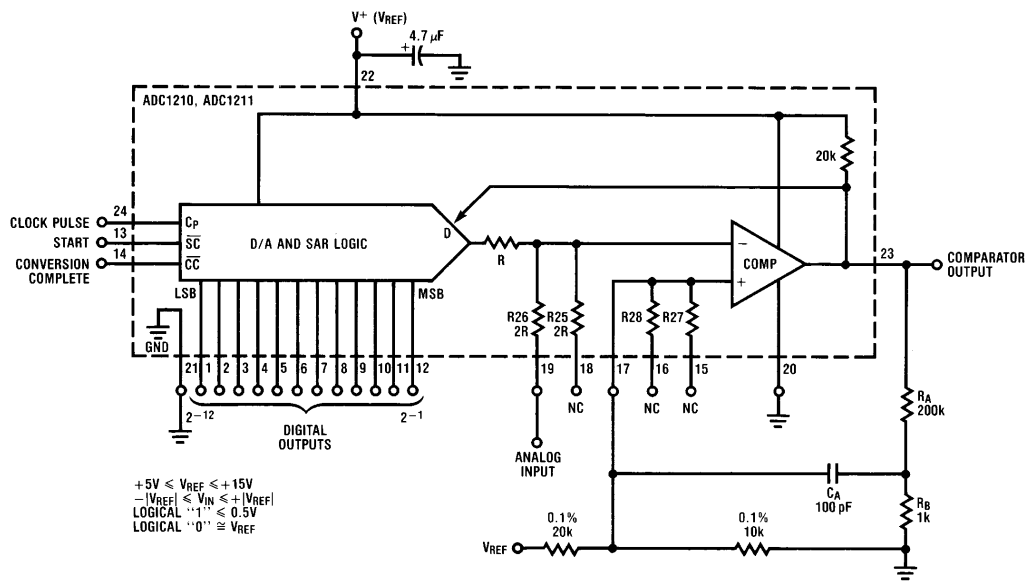 V+ (VREF)
4.7 µF
+
22
ADC1210, ADC1211
20k
CLOCK PULSE
24
CP
START
13
SC
CONVERSION
COMPLETE
14
CC
D/A AND SAR LOGIC
D
R
LSB
MSB
−
COMP
+
23
COMPARATOR
OUTPUT
R26
2R
R25
2R
R28
R27
GND
21 1 2 3 4 5 6 7 8 9 10 11 12
19 18 17 16 15 20
2−12
2−1
DIGITAL
OUTPUTS
NC
NC
NC
ANALOG
INPUT
RA
200k
CA
100 pF
RB
1k
+5V ⩽ VREF ⩽ +15V
−|VREF| ⩽ VIN ⩽ +|VREF|
LOGICAL "1" ⩽ 0.5V
LOGICAL "0" ≅ VREF
VREF
0.1%
20k
0.1%
10k